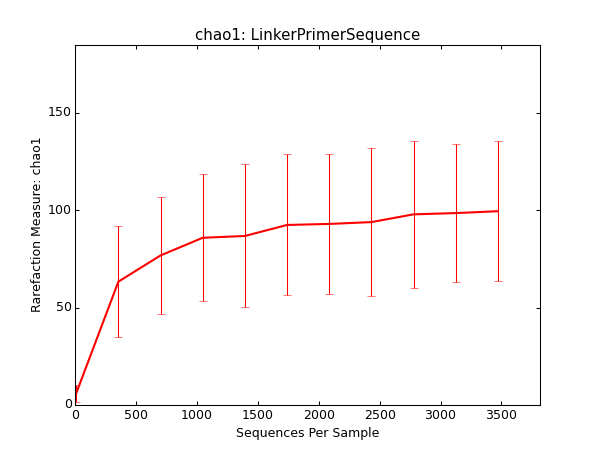 chao1: LinkerPrimerSequence
Rarefaction Measure: chao1
150
100
50
0
0 500 1000 1500 2000 2500 3000 3500
Sequences Per Sample